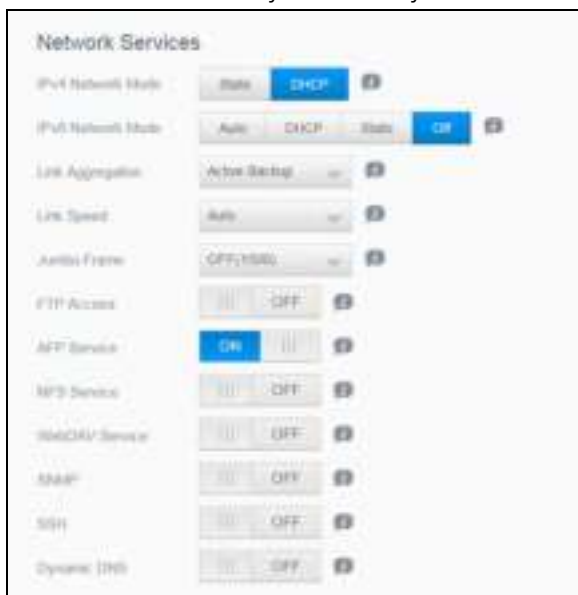 Network Services
IPv4 Network Mode Static DHCP
IPv6 Network Mode Auto DHCP Static Off
Link Aggregation Active Backup
Link Speed Auto
Jumbo Frame OFF(1500)
FTP Access OFF
AFP Service ON
NFS Service OFF
WebDAV Service OFF
SNMP OFF
SSH OFF
Dynamic DNS OFF